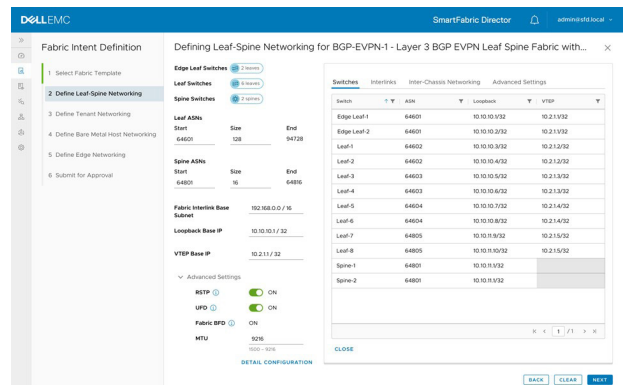 DELLEMC
SmartFabric Director
admin@sfd.local
Fabric Intent Definition
1 Select Fabric Template
2 Define Leaf-Spine Networking
3 Define Tenant Networking
4 Define Bare Metal Host Networking
5 Define Edge Networking
6 Submit for Approval
Defining Leaf-Spine Networking for BGP-EVPN-1 - Layer 3 BGP EVPN Leaf Spine Fabric with...
Edge Leaf Switches 2 leaves
Leaf Switches 6 leaves
Spine Switches 2 spines
Leaf ASNs
Start Size End
64601 128 94728
Spine ASNs
Start Size End
64801 16 64816
Fabric Interlink Base Subnet 192.168.0.0 / 16
Loopback Base IP 10.10.10.1 / 32
VTEP Base IP 10.2.1.1 / 32
Advanced Settings
RSTP ON
UFD ON
Fabric BFD ON
MTU 9216
1500 – 9216
DETAIL CONFIGURATION
Switches Interlinks Inter-Chassis Networking Advanced Settings
Switch ASN Loopback VTEP
Edge Leaf-1 64601 10.10.10.1/32 10.2.1.1/32
Edge Leaf-2 64601 10.10.10.2/32 10.2.1.1/32
Leaf-1 64602 10.10.10.3/32 10.2.1.2/32
Leaf-2 64602 10.10.10.4/32 10.2.1.2/32
Leaf-3 64603 10.10.10.5/32 10.2.1.3/32
Leaf-4 64603 10.10.10.6/32 10.2.1.3/32
Leaf-5 64604 10.10.10.7/32 10.2.1.4/32
Leaf-6 64604 10.10.10.8/32 10.2.1.4/32
Leaf-7 64805 10.10.11.9/32 10.2.1.5/32
Leaf-8 64805 10.10.11.10/32 10.2.1.5/32
Spine-1 64801 10.10.11.1/32
Spine-2 64801 10.10.11.1/32
1 / 1
CLOSE
BACK CLEAR NEXT